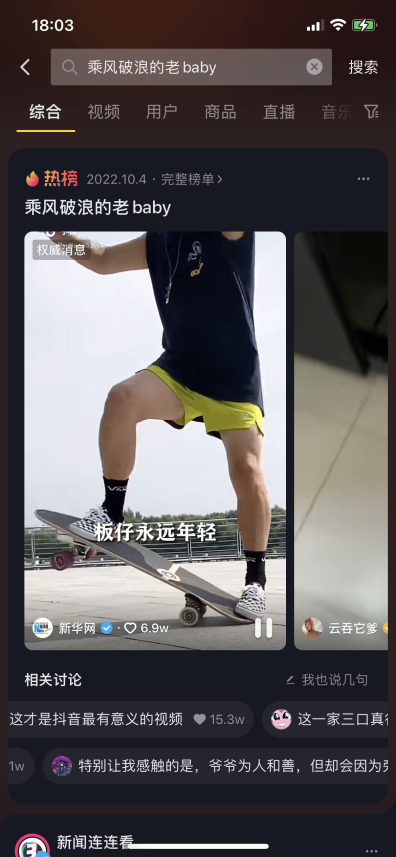 18:03
乘风破浪的老baby
搜索
综合 视频 用户 商品 直播 音乐
热榜 2022.10.4 · 完整榜单
乘风破浪的老baby
权威消息
板仔永远年轻
新华网 · 6.9w
云吞它爹
相关讨论
我也说几句
这才是抖音最有意义的视频 15.3w
这一家三口真
1w
特别让我感触的是，爷爷为人和善，但却会因为
新闻连连看